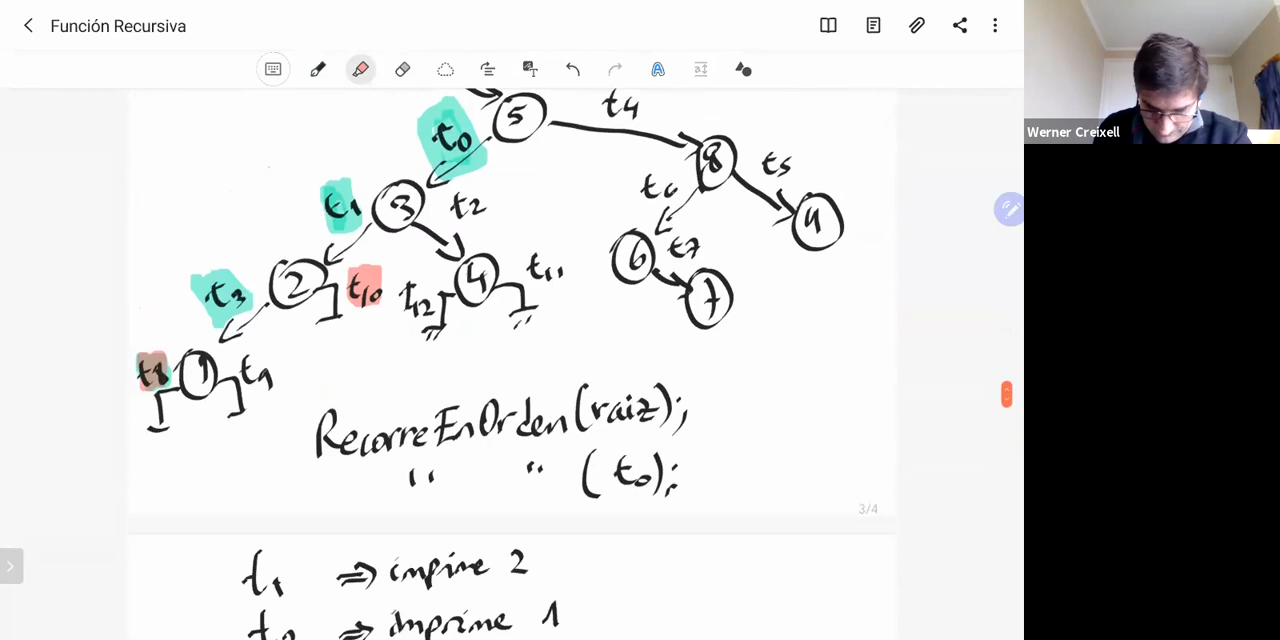 Función Recursiva
Werner Creixell
5
t0
t4
8
t5
t1
3
t2
t6
9
6
t7
7
2
t10
t12
4
t11
t3
t8
1
t9
RecorreEnOrden(raiz);
" " (t0);
3/4
t1 => imprime 2
=> imprime 1